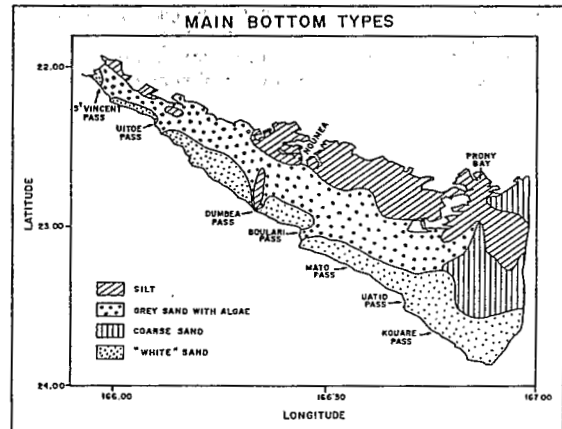 MAIN BOTTOM TYPES
22.00
23.00
24.00
LATITUDE
ST VINCENT
PASS
UITOE PASS
NOUMEA
PRONY
BAY
DUMBEA
PASS
BOULARI
PASS
MATO
PASS
UATIO
PASS
KOUARE
PASS
SILT
GREY SAND WITH ALGAE
COARSE SAND
"WHITE" SAND
166.00
166.30
167.00
LONGITUDE